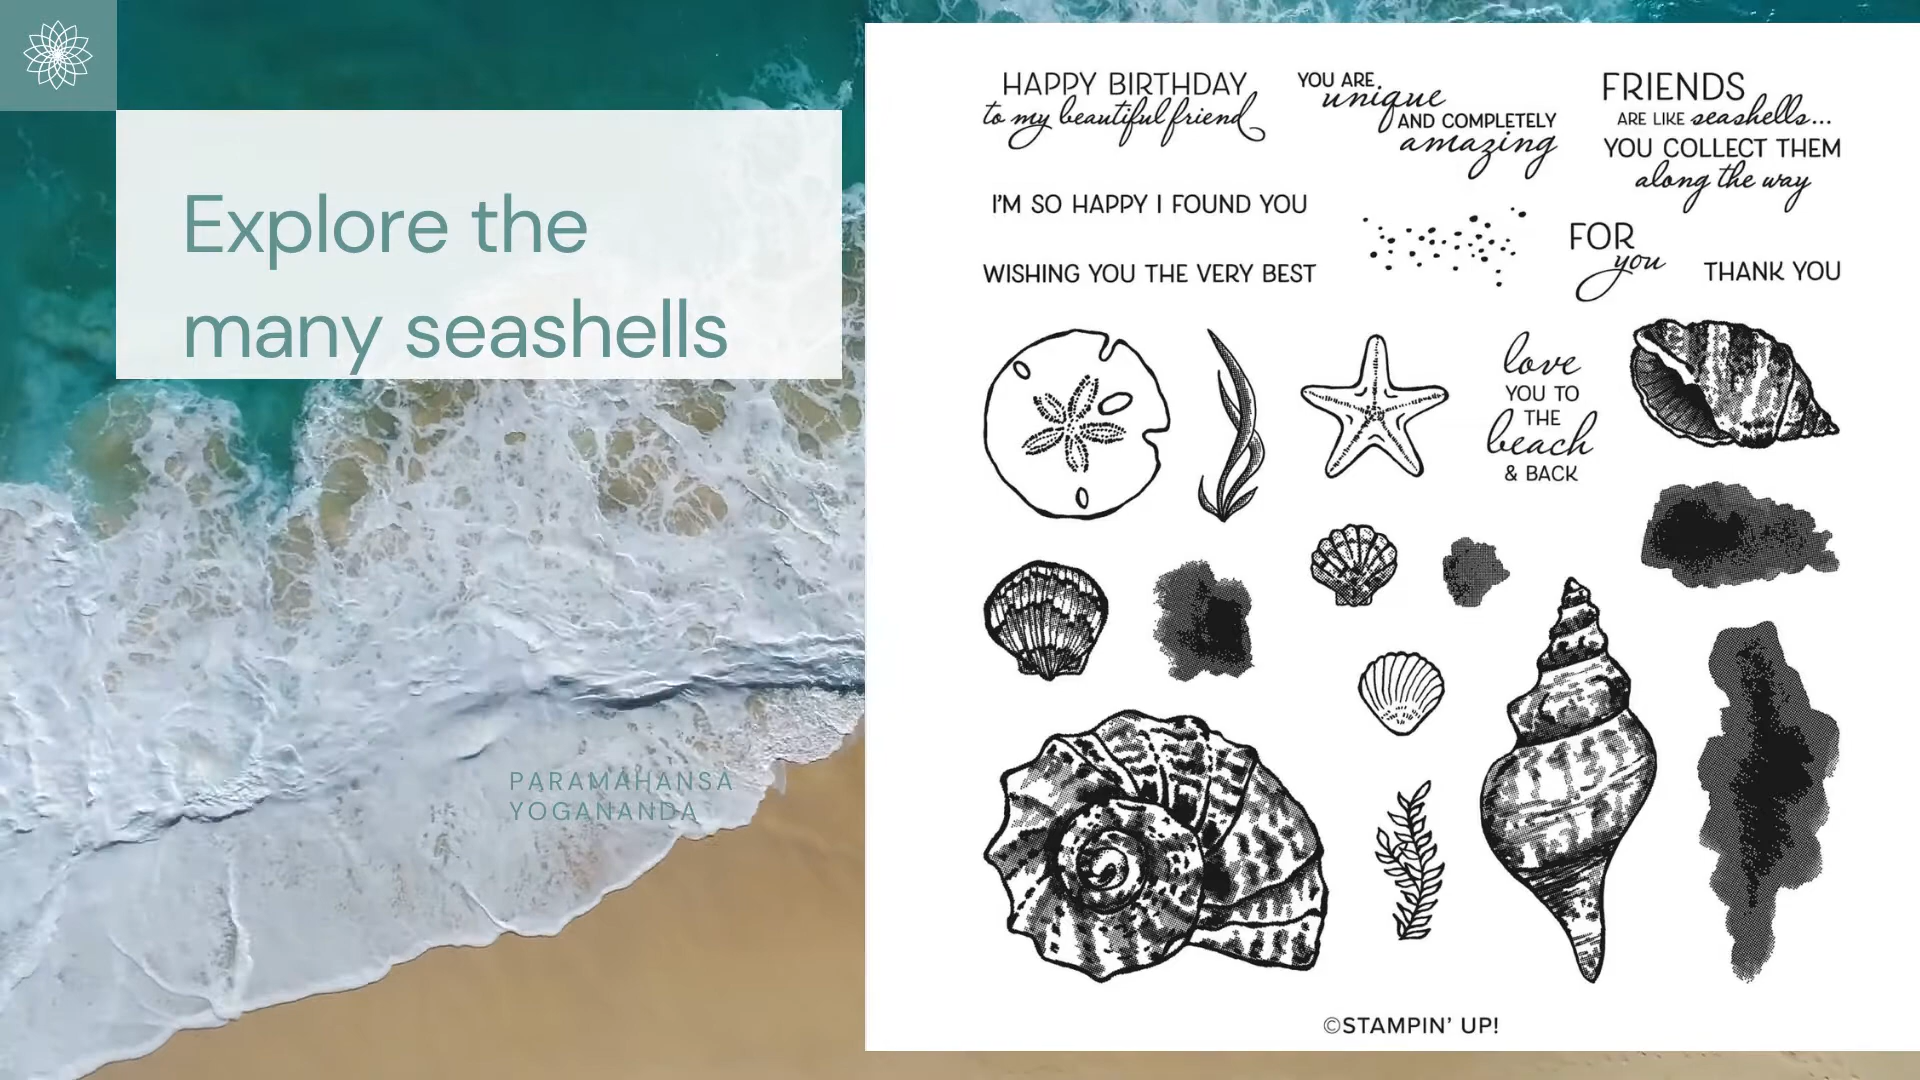 Explore the
many seashells
PARAMAHANSA
YOGANANDA
HAPPY BIRTHDAY
to my beautiful friend
YOU ARE
unique
AND COMPLETELY
amazing
FRIENDS
ARE LIKE seashells...
YOU COLLECT THEM
along the way
I'M SO HAPPY I FOUND YOU
WISHING YOU THE VERY BEST
FOR
you
THANK YOU
love
YOU TO
THE
beach
& BACK
©STAMPIN' UP!